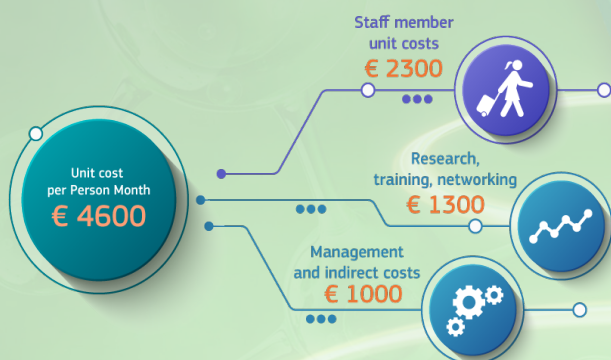 Staff member
unit costs
€ 2300
Unit cost
per Person Month
€ 4600
Research,
training, networking
€ 1300
Management
and indirect costs
€ 1000